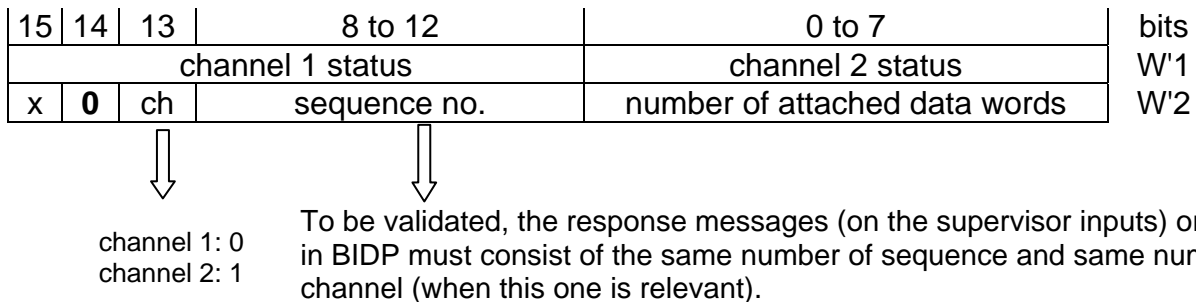 15 14 13 8 to 12 0 to 7 bits
channel 1 status channel 2 status W'1
x 0 ch sequence no. number of attached data words W'2
channel 1: 0
channel 2: 1
To be validated, the response messages (on the supervisor inputs)
in BIDP must consist of the same number of sequence and same
channel (when this one is relevant).